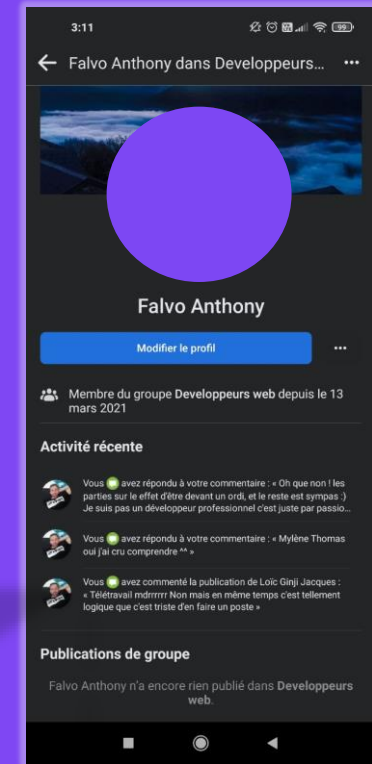 3:11
99
Falvo Anthony dans Developpeurs...
Falvo Anthony
Modifier le profil
Membre du groupe Developpeurs web depuis le 13
mars 2021
Activité récente
Vous avez répondu à votre commentaire : « Oh que non ! les
parties sur le effet d'être devant un ordi, et le reste est sympas :)
Je suis pas un développeur professionnel c'est juste par passio...
Vous avez répondu à votre commentaire : « Mylène Thomas
oui j'ai cru comprendre ^^ »
Vous avez commenté la publication de Loïc Ginji Jacques :
« Télétravail mdrrrrr Non mais en même temps c'est tellement
logique que c'est triste d'en faire un poste »
Publications de groupe
Falvo Anthony n'a encore rien publié dans Developpeurs
web.